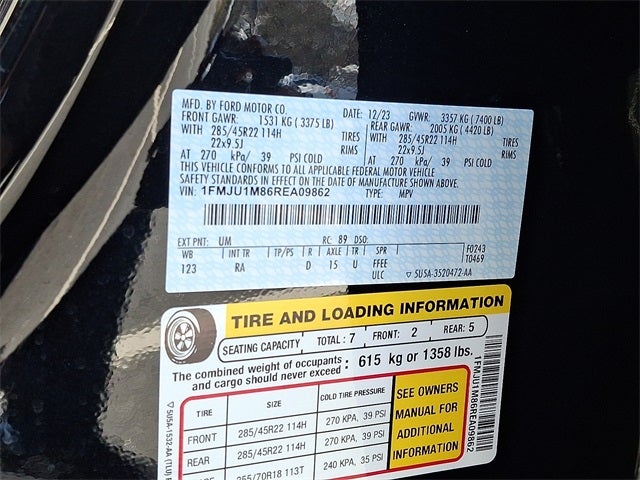 MFD. BY FORD MOTOR CO.
DATE: 12/23 GVWR: 3357 KG ( 7400 LB)
FRONT GAWR: 1531 KG ( 3375 LB) REAR GAWR: 2005 KG ( 4420 LB)
WITH 285/45R22 114H TIRES WITH 285/45R22 114H TIRES
22x9.5J RIMS 22x9.5J RIMS
AT 270 kPa/ 39 PSI COLD AT 270 kPa/ 39 PSI COLD
THIS VEHICLE CONFORMS TO ALL APPLICABLE FEDERAL MOTOR VEHICLE
SAFETY STANDARDS IN EFFECT ON THE DATE OF MANUFACTURE SHOWN ABOVE.
VIN: 1FMJU1M86REA09862 TYPE: MPV
EXT PNT: UM RC: 89 DSO: F0243
WB INT TR TP/PS R AXLE TR SPR T0469
123 RA D 15 U FFEE
ULC ▽ SU5A-3520472-AA
TIRE AND LOADING INFORMATION
SEATING CAPACITY TOTAL : 7 FRONT: 2 REAR: 5
The combined weight of occupants and cargo should never exceed : 615 kg or 1358 lbs.
TIRE SIZE COLD TIRE PRESSURE
FRONT 285/45R22 114H 270 KPA, 39 PSI
REAR 285/45R22 114H 270 KPA, 39 PSI
255/70R18 113T 240 KPA, 35 PSI
SEE OWNERS
MANUAL FOR
ADDITIONAL
INFORMATION
1FMJU1M86REA09862
▽ 5U5A-1532-AA (TLU)